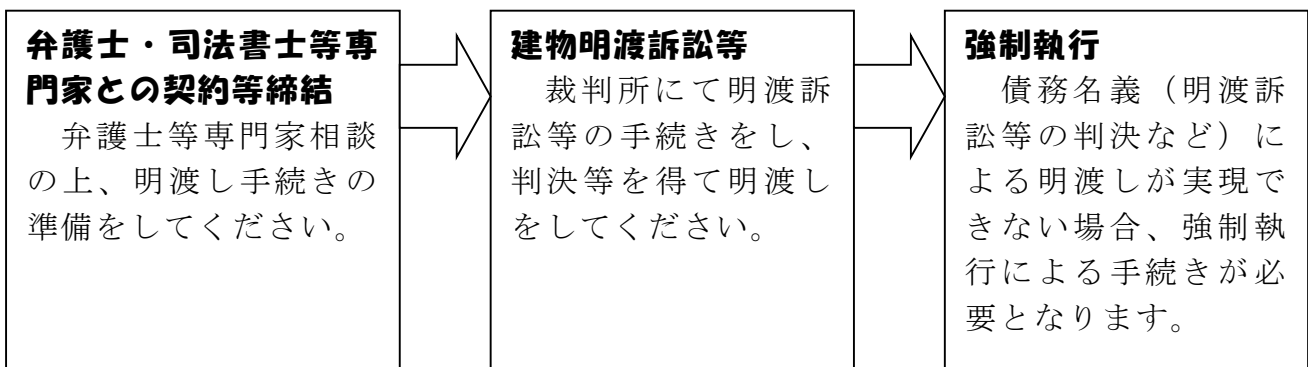 弁護士・司法書士等専
門家との契約等締結
弁護士等専門家相談
の上、明渡し手続きの
準備をしてください。
建物明渡訴訟等
裁判所にて明渡訴
訟等の手続きをし、
判決等を得て明渡し
をしてください。
強制執行
債務名義（明渡訴
訟等の判決など）に
よる明渡しが実現で
きない場合、強制執
行による手続きが必
要となります。